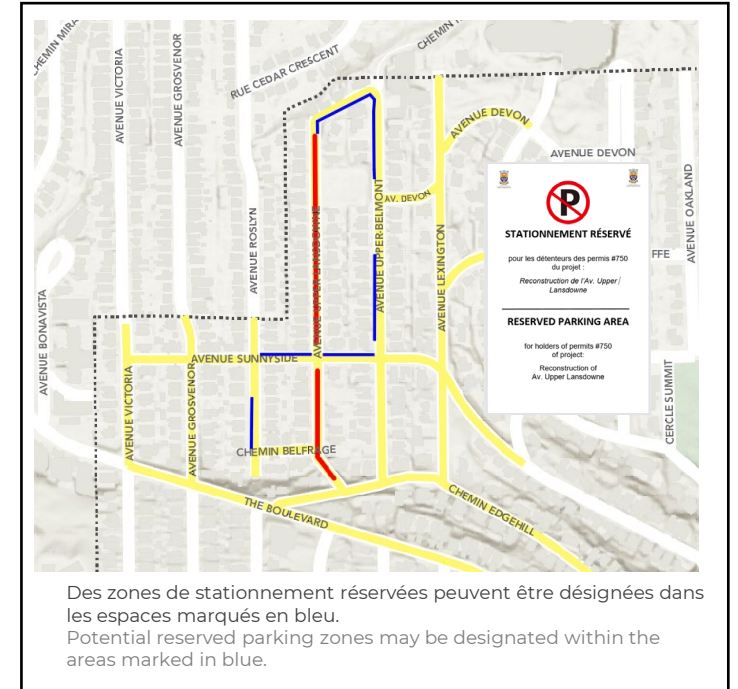 CHEMIN
AVENUE VICTORIA
AVENUE GROSVENOR
RUE CEDAR CRESCENT
CHEMIN
AVENUE DEVON
AVENUE DEVON
AV. DEVON
AVENUE OAKLAND
AVENUE ROSLYN
AVENUE UPPER-LANSDOWNE
AVENUE UPPER-BELMONT
AVENUE LEXINGTON
FFE
P
STATIONNEMENT RÉSERVÉ
pour les détenteurs des permis #750
du projet :
Reconstruction de l'Av. Upper /
Lansdowne
RESERVED PARKING AREA
for holders of permits #750
of project:
Reconstruction of
Av. Upper Lansdowne
AVENUE BONAVISTA
AVENUE SUNNYSIDE
AVENUE VICTORIA
AVENUE GROSVENOR
CHEMIN BELFRAGE
CERCLE SUMMIT
THE BOULEVARD
CHEMIN EDGEHILL
Des zones de stationnement réservées peuvent être désignées dans
les espaces marqués en bleu.
Potential reserved parking zones may be designated within the
areas marked in blue.